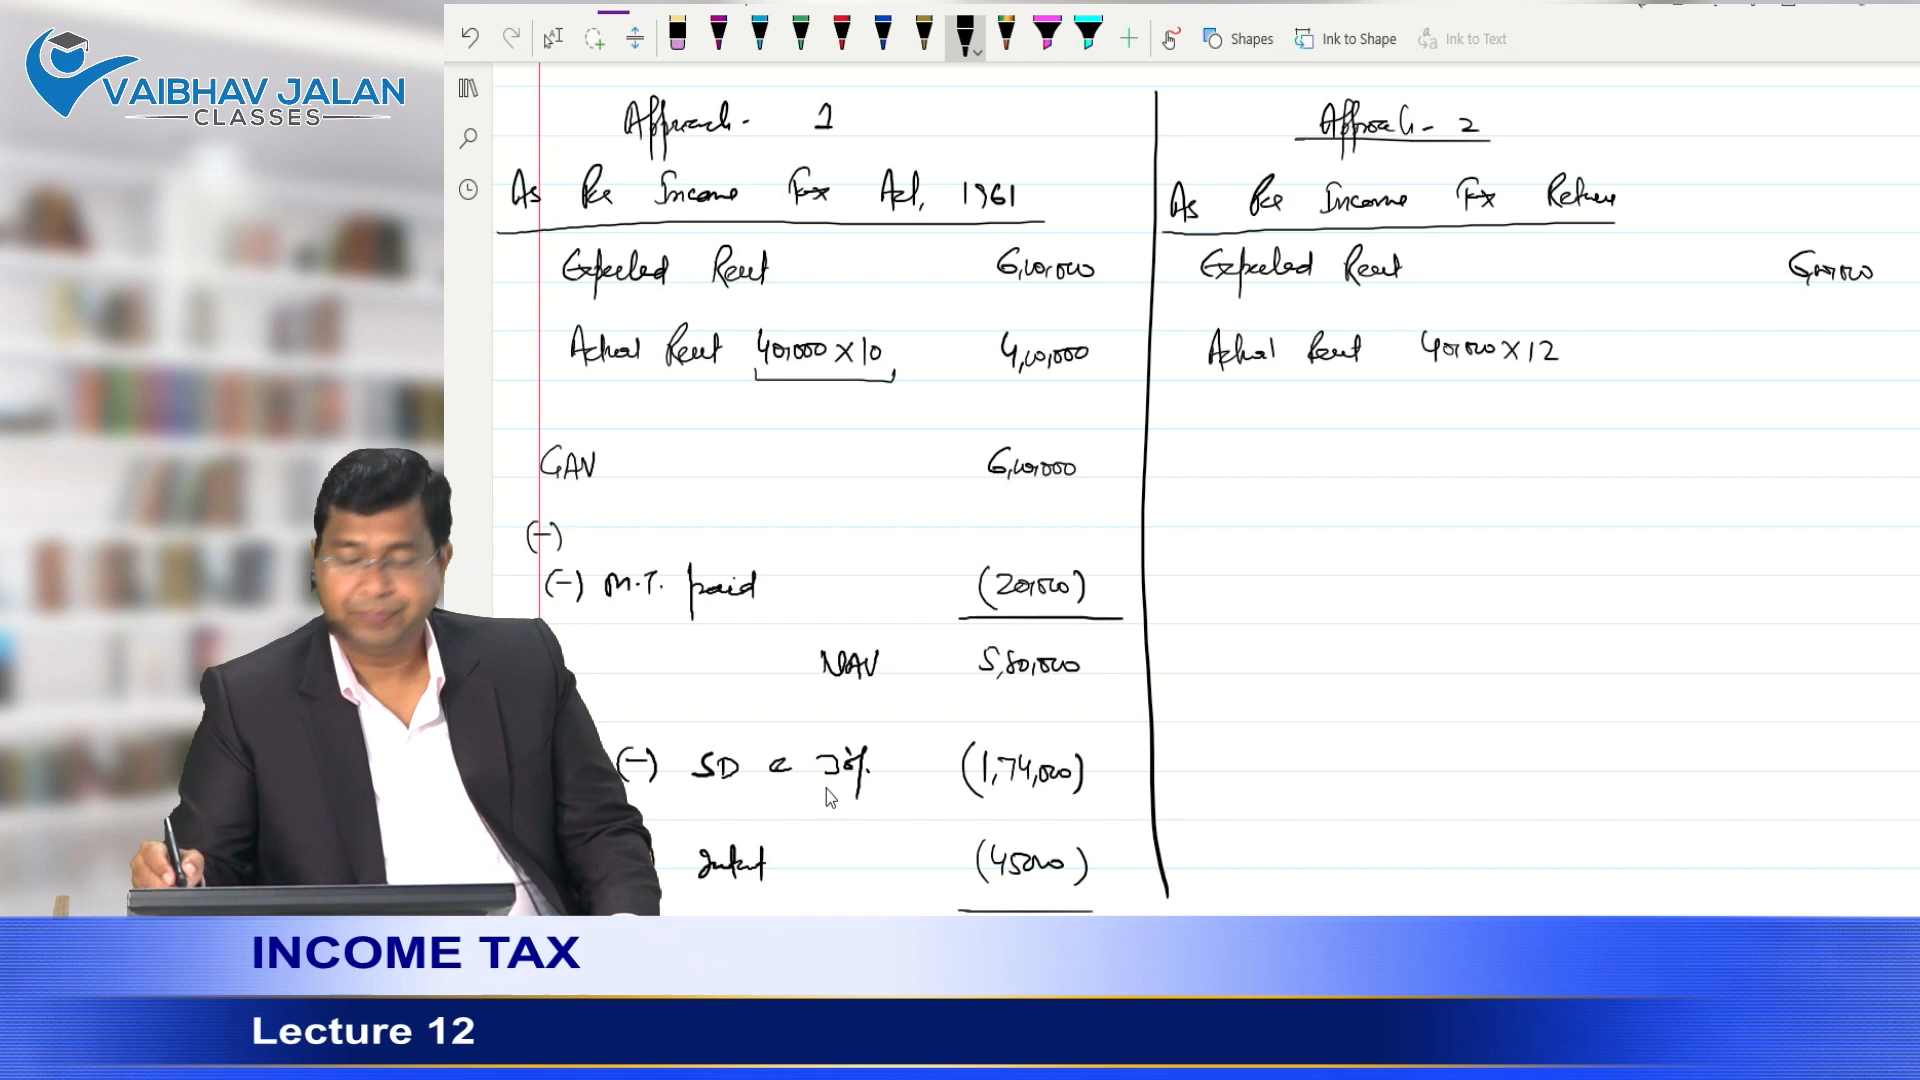 VAIBHAV JALAN
CLASSES
Shapes
Ink to Shape
Ink to Text
Approach - 1
As Per Income Tax Act, 1961
Expected Rent 6,00,000
Actual Rent 40,000 x 10 4,00,000
GAV 6,00,000
(-)
(-) M.T. paid (20,000)
NAV 5,80,000
(-) SD @ 30% (1,74,000)
Interest (45000)
Approach - 2
As Per Income Tax Return
Expected Rent 6,00,000
Actual Rent 40,000 x 12
INCOME TAX
Lecture 12